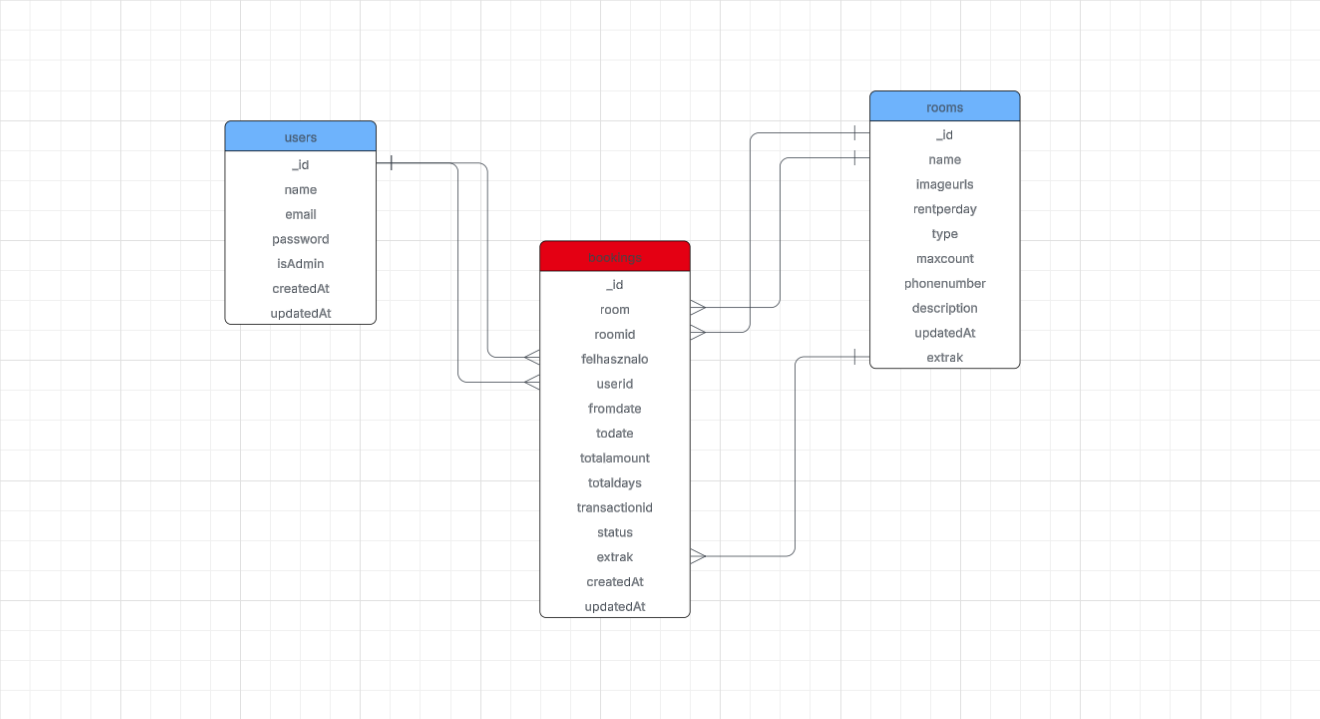 users
_id
name
email
password
isAdmin
createdAt
updatedAt
bookings
_id
room
roomid
felhasznalo
userid
fromdate
todate
totalamount
totaldays
transactionid
status
extrak
createdAt
updatedAt
rooms
_id
name
imageurls
rentperday
type
maxcount
phonenumber
description
updatedAt
extrak